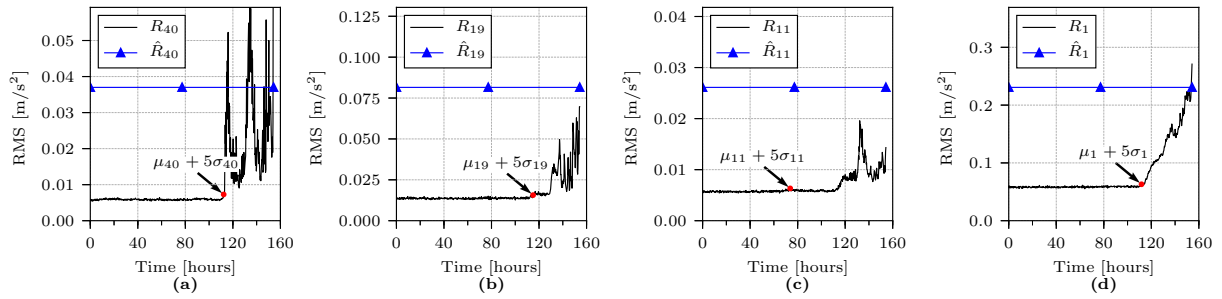 RMS [m/s²]
0.05
0.04
0.03
0.02
0.01
0.00
R₄₀
R̂₄₀
μ₄₀ + 5σ₄₀
0 40 80 120 160
Time [hours]
(a)
RMS [m/s²]
0.125
0.100
0.075
0.050
0.025
0.000
R₁₉
R̂₁₉
μ₁₉ + 5σ₁₉
0 40 80 120 160
Time [hours]
(b)
RMS [m/s²]
0.04
0.03
0.02
0.01
0.00
R₁₁
R̂₁₁
μ₁₁ + 5σ₁₁
0 40 80 120 160
Time [hours]
(c)
RMS [m/s²]
0.3
0.2
0.1
0.0
R₁
R̂₁
μ₁ + 5σ₁
0 40 80 120 160
Time [hours]
(d)